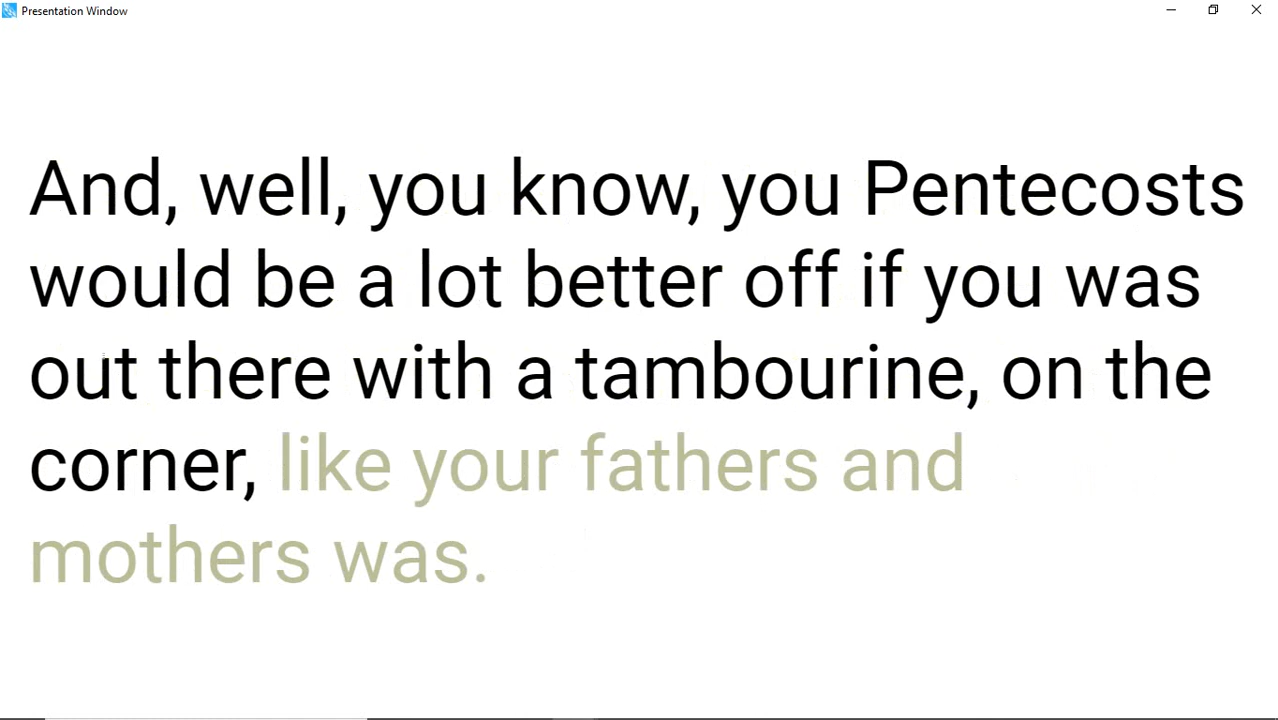 Presentation Window
And, well, you know, you Pentecosts
would be a lot better off if you was
out there with a tambourine, on the
corner, like your fathers and
mothers was.